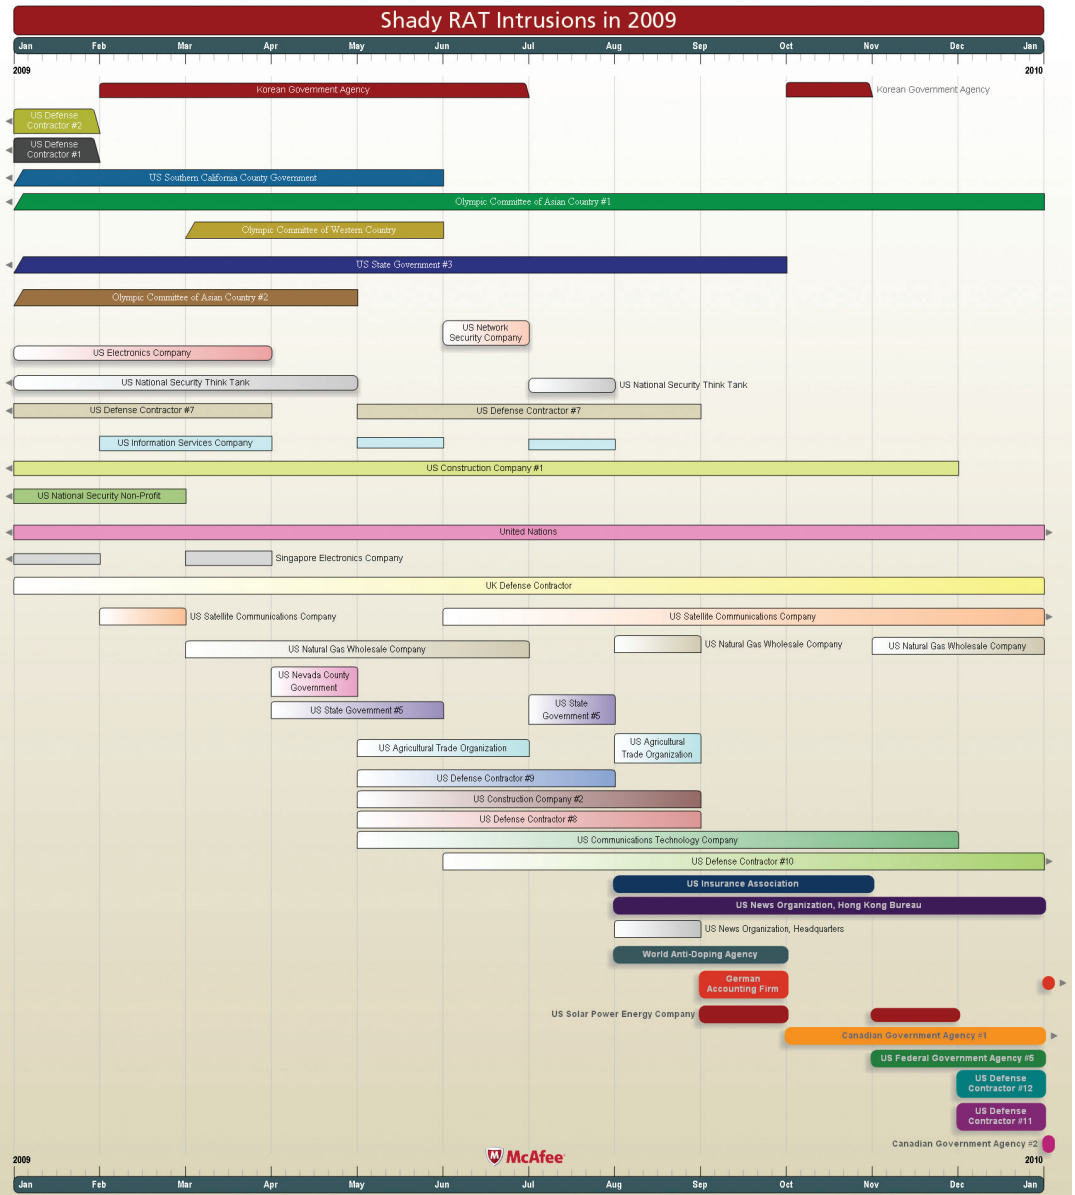 Shady RAT Intrusions in 2009
Jan Feb Mar Apr May Jun Jul Aug Sep Oct Nov Dec Jan
2009 2010
Korean Government Agency Korean Government Agency
US Defense
Contractor #2
US Defense
Contractor #1
US Southern California County Government
Olympic Committee of Asian Country #1
Olympic Committee of Western Country
US State Government #3
Olympic Committee of Asian Country #2
US Network
Security Company
US Electronics Company
US National Security Think Tank US National Security Think Tank
US Defense Contractor #7 US Defense Contractor #7
US Information Services Company
US Construction Company #1
US National Security Non-Profit
United Nations
Singapore Electronics Company
UK Defense Contractor
US Satellite Communications Company US Satellite Communications Company
US Natural Gas Wholesale Company US Natural Gas Wholesale Company US Natural Gas Wholesale Company
US Nevada County
Government
US State Government #5
US State
Government #5
US Agricultural Trade Organization
US Agricultural
Trade Organization
US Defense Contractor #9
US Construction Company #2
US Defense Contractor #8
US Communications Technology Company
US Defense Contractor #10
US Insurance Association
US News Organization, Hong Kong Bureau
US News Organization, Headquarters
World Anti-Doping Agency
German
Accounting Firm
US Solar Power Energy Company
Canadian Government Agency #1
US Federal Government Agency #5
US Defense
Contractor #12
US Defense
Contractor #11
Canadian Government Agency #2
McAfee
2009 2010
Jan Feb Mar Apr May Jun Jul Aug Sep Oct Nov Dec Jan